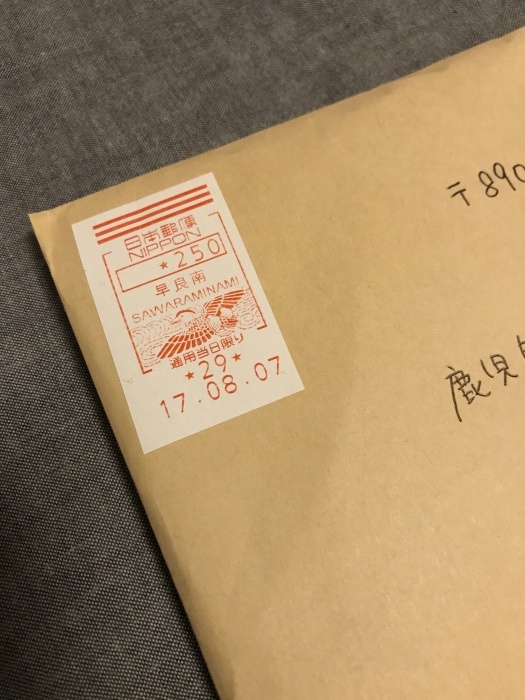 日本郵便
NIPPON
★250
早良南
SAWARAMINAMI
通用当日限り
★29★
17.08.07
〒890
鹿児